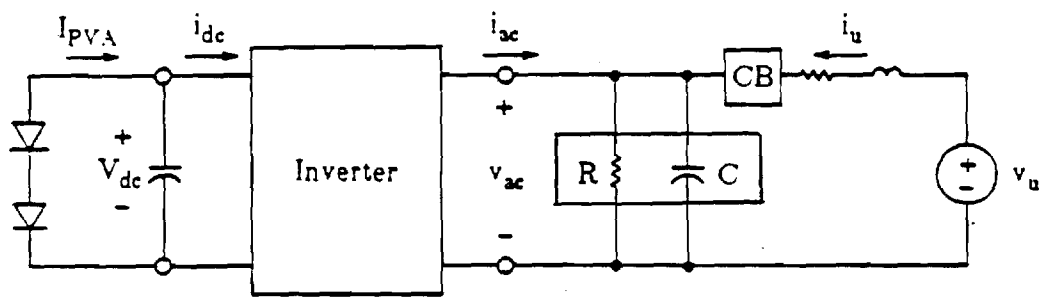 I_PVA
i_dc
i_ac
i_u
CB
+
V_dc
-
Inverter
+
v_ac
-
R
C
+
-
v_u